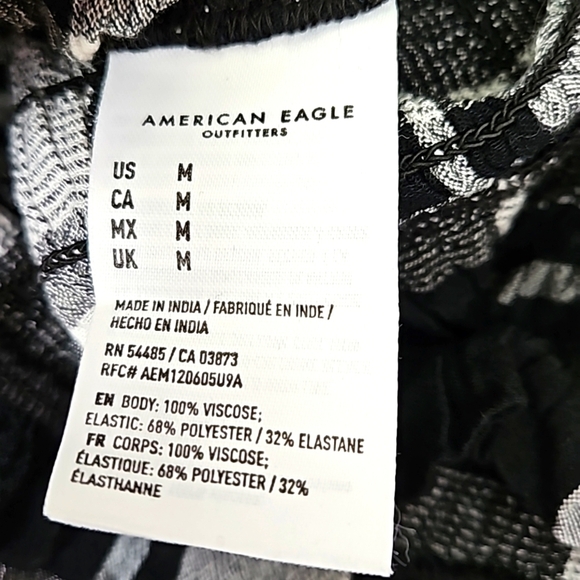 AMERICAN EAGLE
OUTFITTERS
US M
CA M
MX M
UK M
MADE IN INDIA / FABRIQUÉ EN INDE /
HECHO EN INDIA
RN 54485 / CA 03873
RFC# AEM120605U9A
EN BODY: 100% VISCOSE;
ELASTIC: 68% POLYESTER / 32% ELASTANE
FR CORPS: 100% VISCOSE;
ÉLASTIQUE: 68% POLYESTER / 32%
ÉLASTHANNE